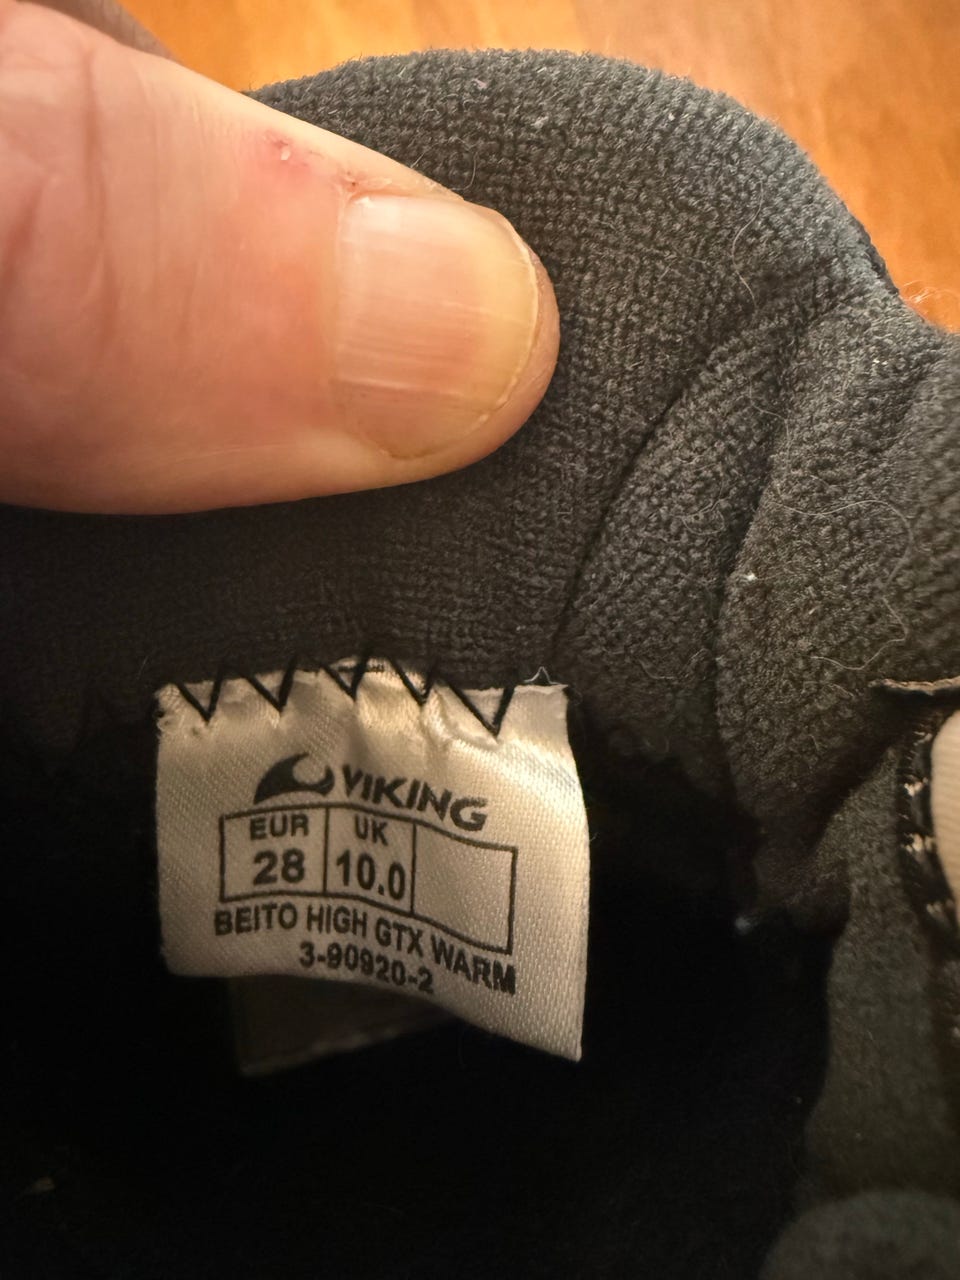 VIKING
EUR UK
28 10.0
BEITO HIGH GTX WARM
3-90920-2